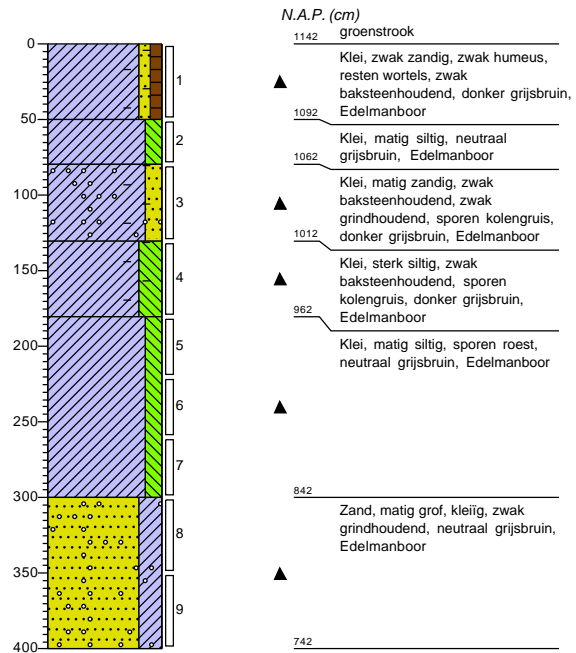 N.A.P. (cm)
1142 groenstrook
0
Klei, zwak zandig, zwak humeus,
resten wortels, zwak
baksteenhoudend, donker grijsbruin,
Edelmanboor
1
50
1092
Klei, matig siltig, neutraal
grijsbruin, Edelmanboor
2
1062
Klei, matig zandig, zwak
baksteenhoudend, zwak
grindhoudend, sporen kolengruis,
donker grijsbruin, Edelmanboor
100
3
1012
Klei, sterk siltig, zwak
baksteenhoudend, sporen
kolengruis, donker grijsbruin,
Edelmanboor
150
4
962
Klei, matig siltig, sporen roest,
neutraal grijsbruin, Edelmanboor
200
5
6
250
7
300
842
Zand, matig grof, kleiïg, zwak
grindhoudend, neutraal grijsbruin,
Edelmanboor
8
350
9
400
742